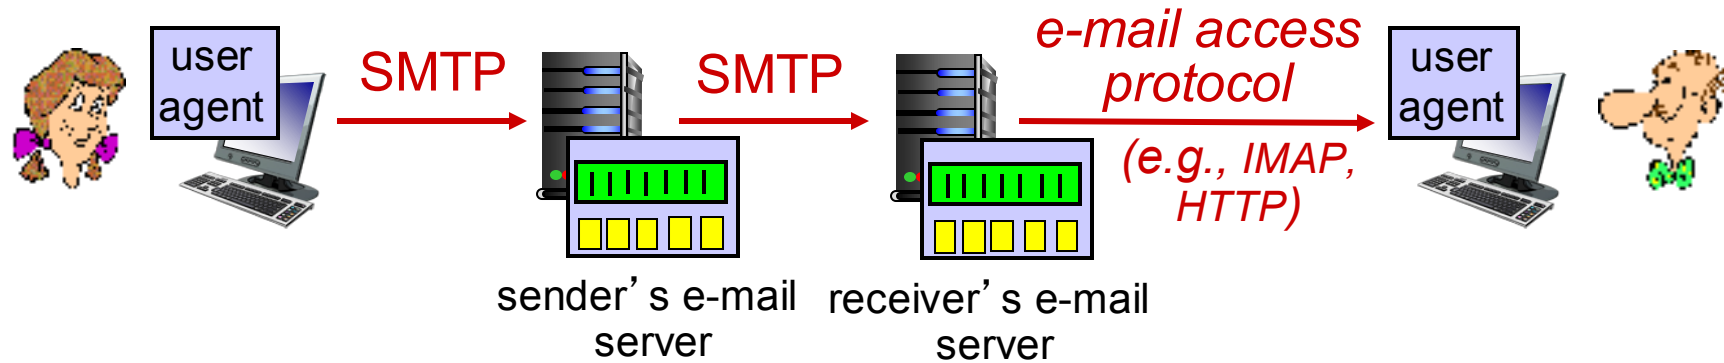 user
agent
SMTP
SMTP
e-mail access
protocol
(e.g., IMAP,
HTTP)
user
agent
sender’s e-mail
server
receiver’s e-mail
server